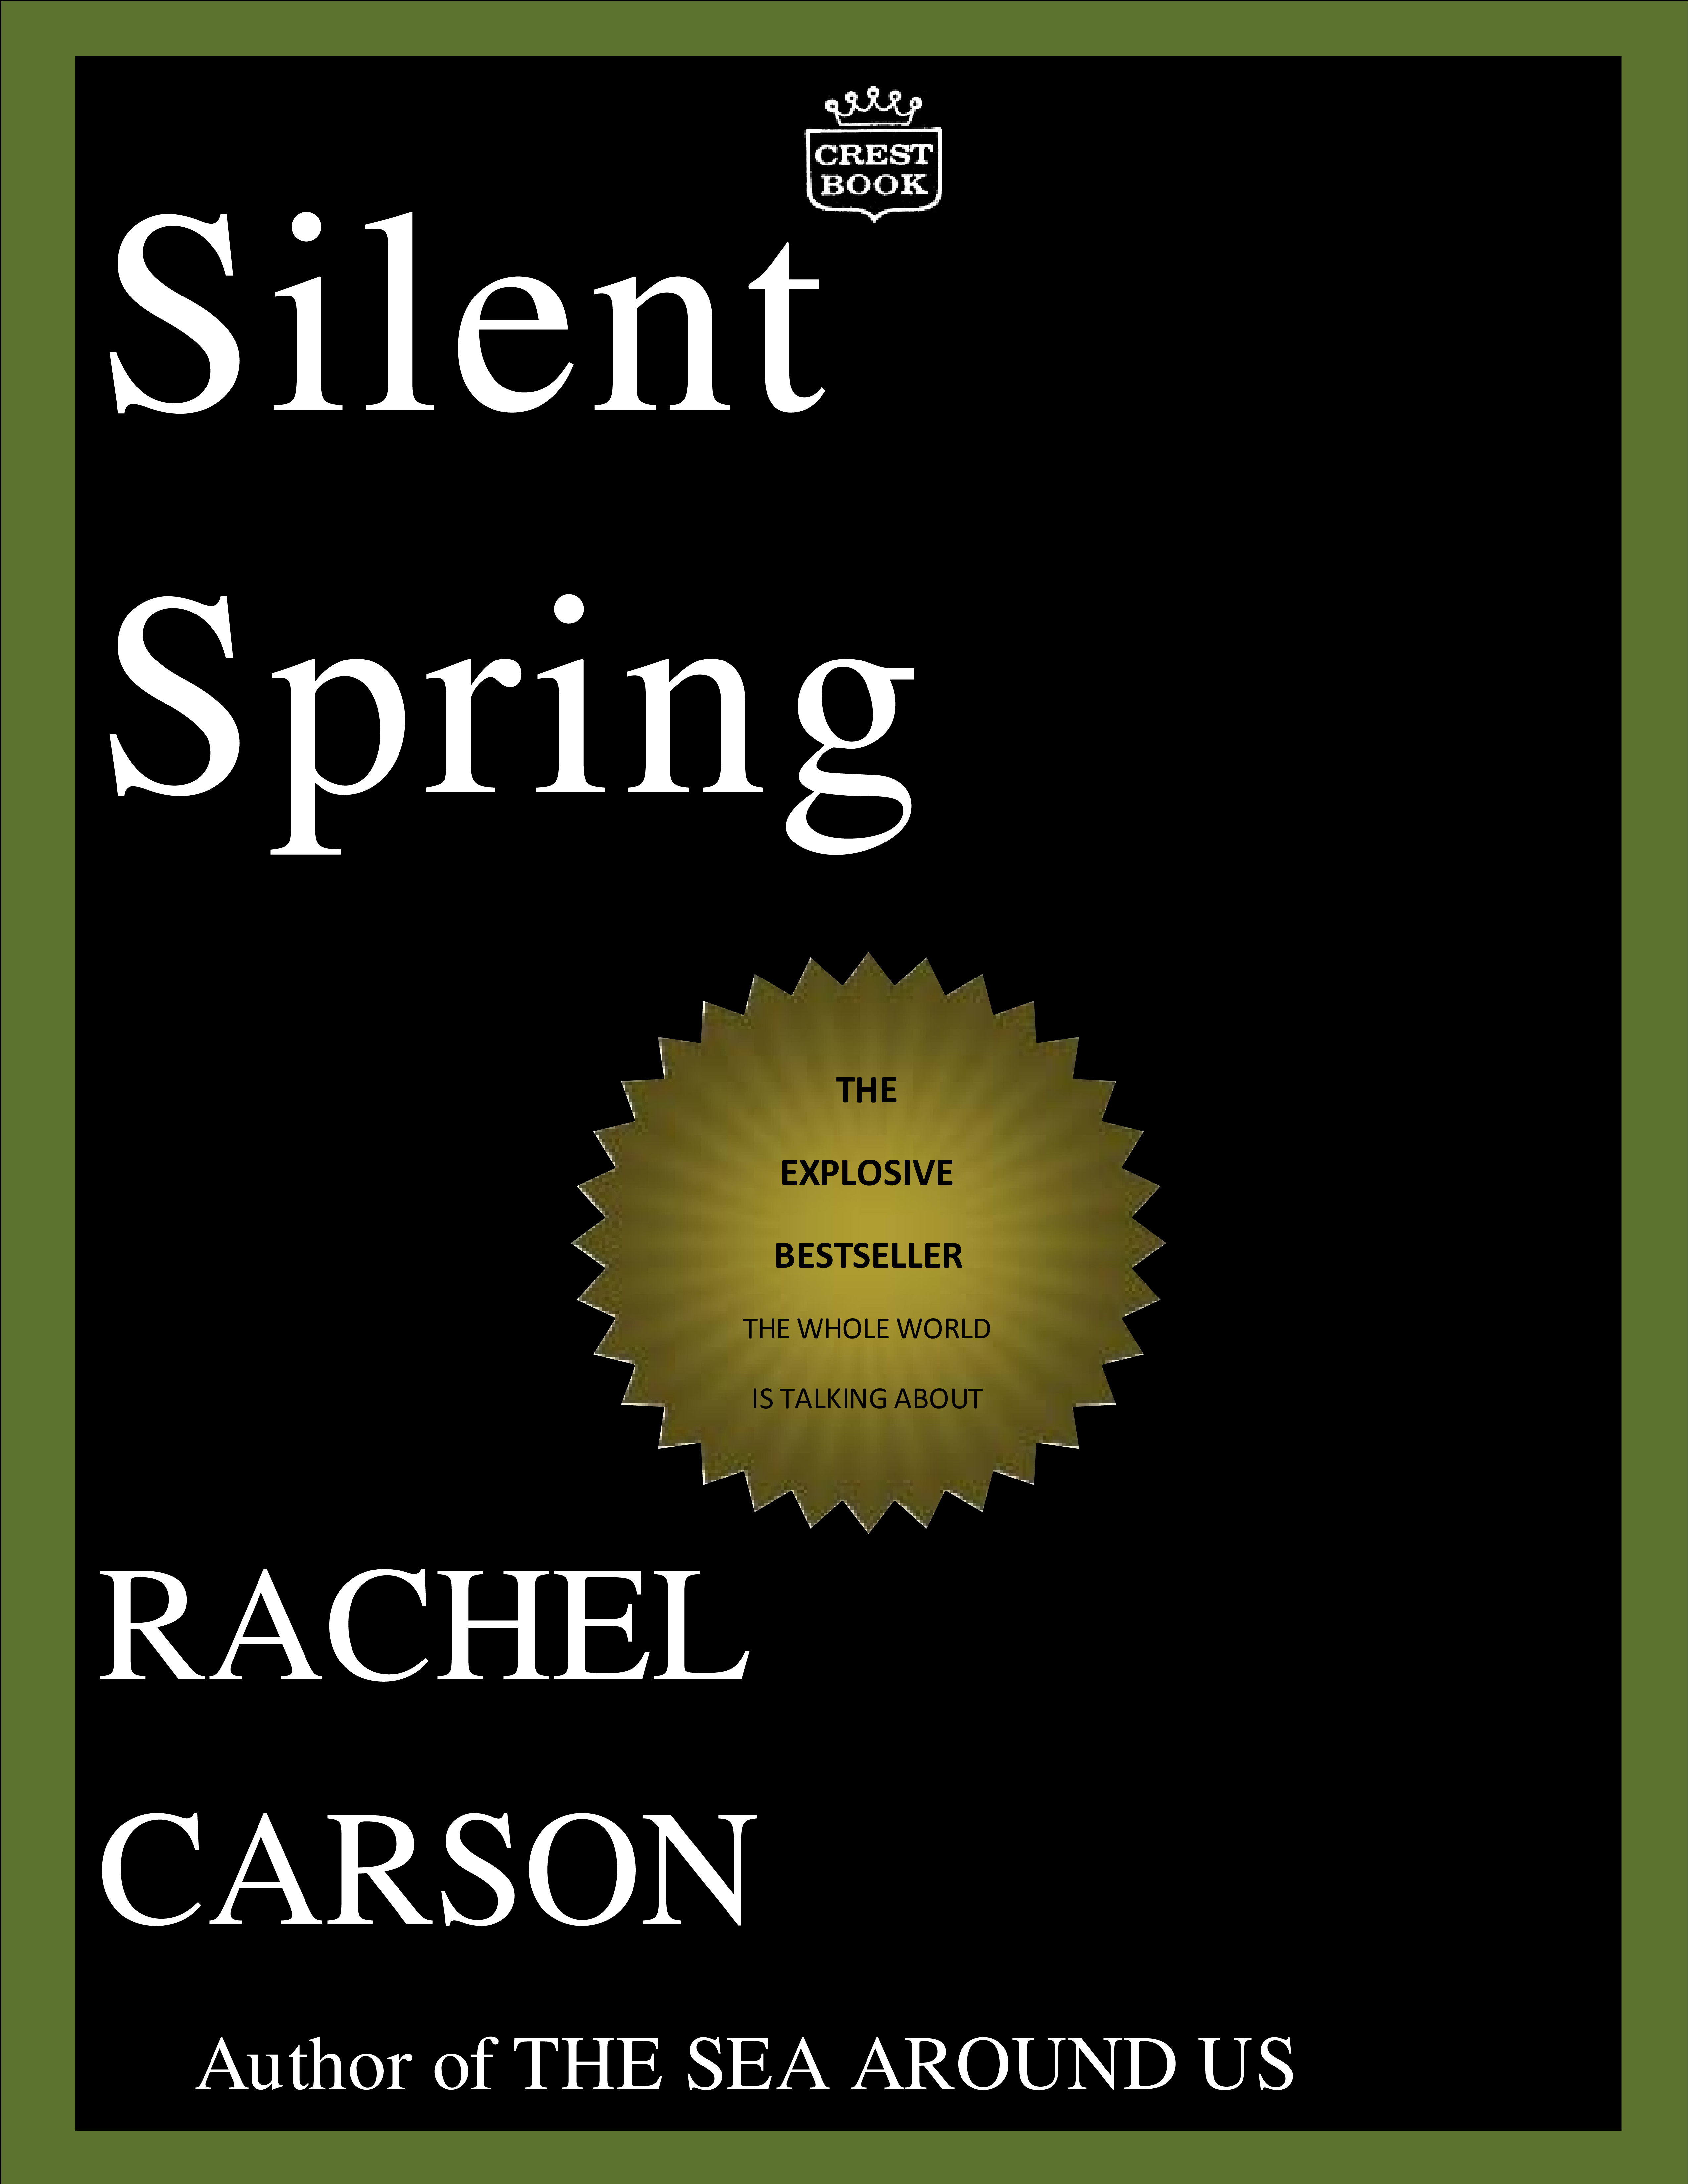 CREST
BOOK
Silent
Spring
THE
EXPLOSIVE
BESTSELLER
THE WHOLE WORLD
IS TALKING ABOUT
RACHEL
CARSON
Author of THE SEA AROUND US